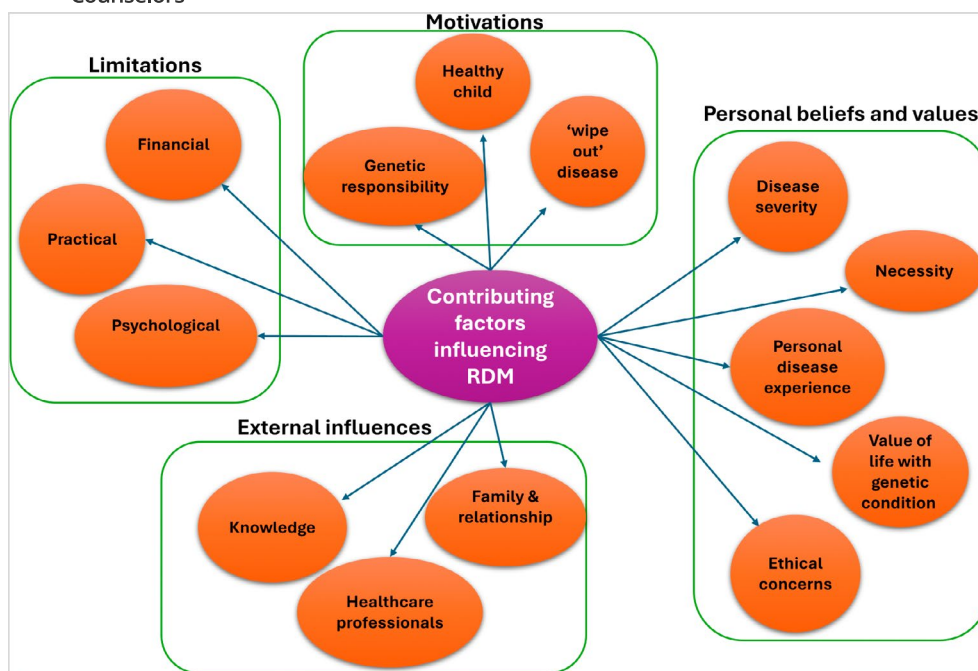 Counselors
Motivations
Limitations
Healthy
child
Personal beliefs and values
Financial
Genetic
responsibility
'wipe
out'
disease
Disease
severity
Practical
Necessity
Psychological
Contributing
factors
influencing
RDM
Personal
disease
experience
External influences
Value of
life with
genetic
condition
Knowledge
Family &
relationship
Healthcare
professionals
Ethical
concerns